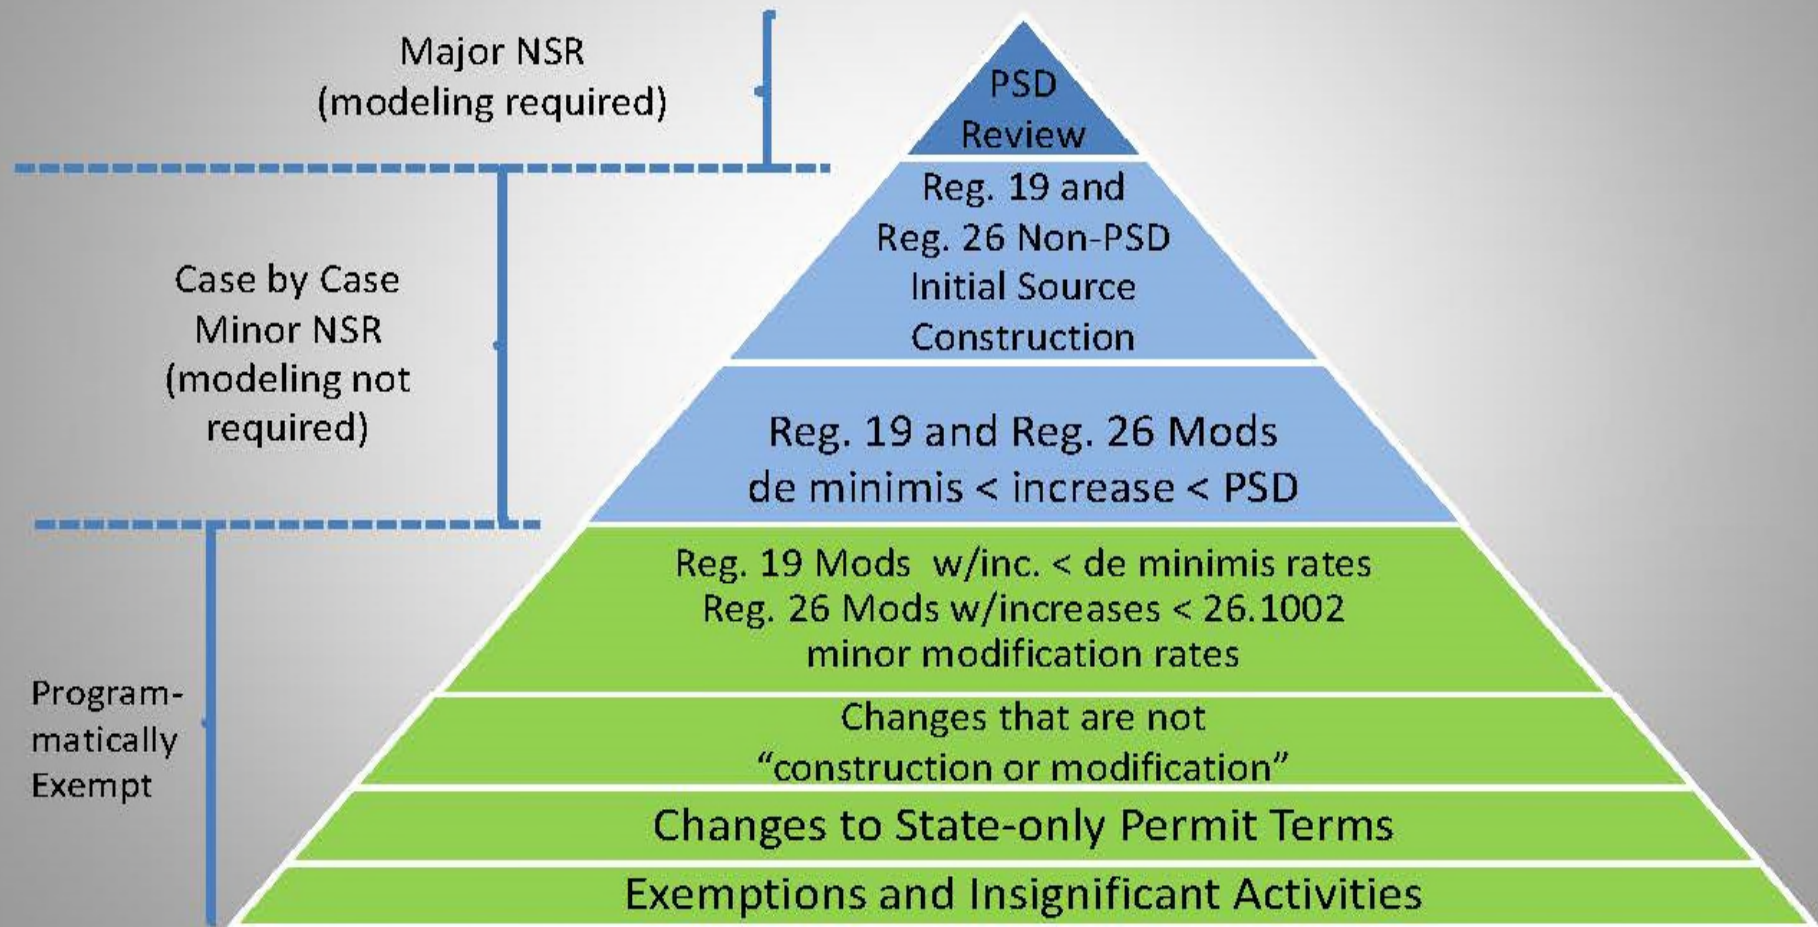 Major NSR
(modeling required)
Case by Case
Minor NSR
(modeling not
required)
Program-
matically
Exempt
PSD
Review
Reg. 19 and
Reg. 26 Non-PSD
Initial Source
Construction
Reg. 19 and Reg. 26 Mods
de minimis < increase < PSD
Reg. 19 Mods w/inc. < de minimis rates
Reg. 26 Mods w/increases < 26.1002
minor modification rates
Changes that are not
“construction or modification”
Changes to State-only Permit Terms
Exemptions and Insignificant Activities